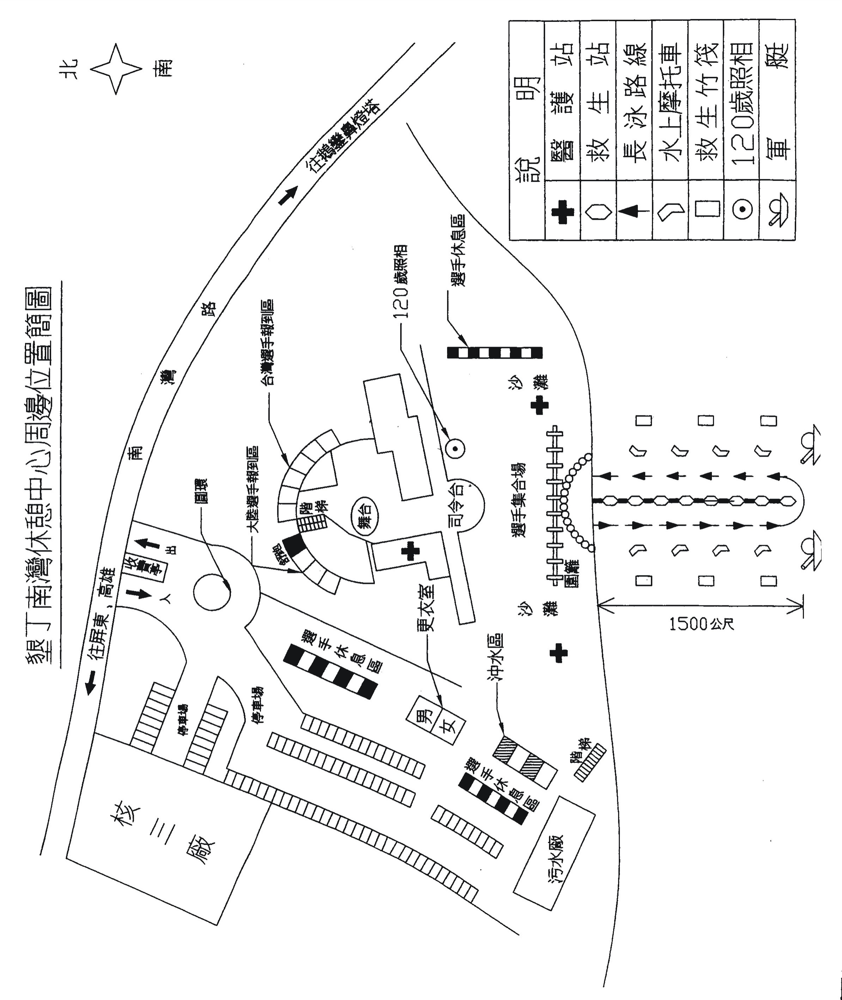 墾丁南灣休憩中心周邊位置簡圖
北
南
往屏東、高雄
南灣路
往鵝鑾鼻燈塔
收費亭
出
入
圓環
核三廠
停車場
停車場
大陸選手報到區
台灣選手報到區
階梯
舞台
司令台
120歲照相
選手休息區
選手休息區
更衣室
男
女
沖水區
選手休息區
階梯
污水廠
沙灘
沙灘
選手集合場
圍籬
1500公尺
說明
醫護站
救生站
長泳路線
水上摩托車
救生竹筏
120歲照相
軍艇